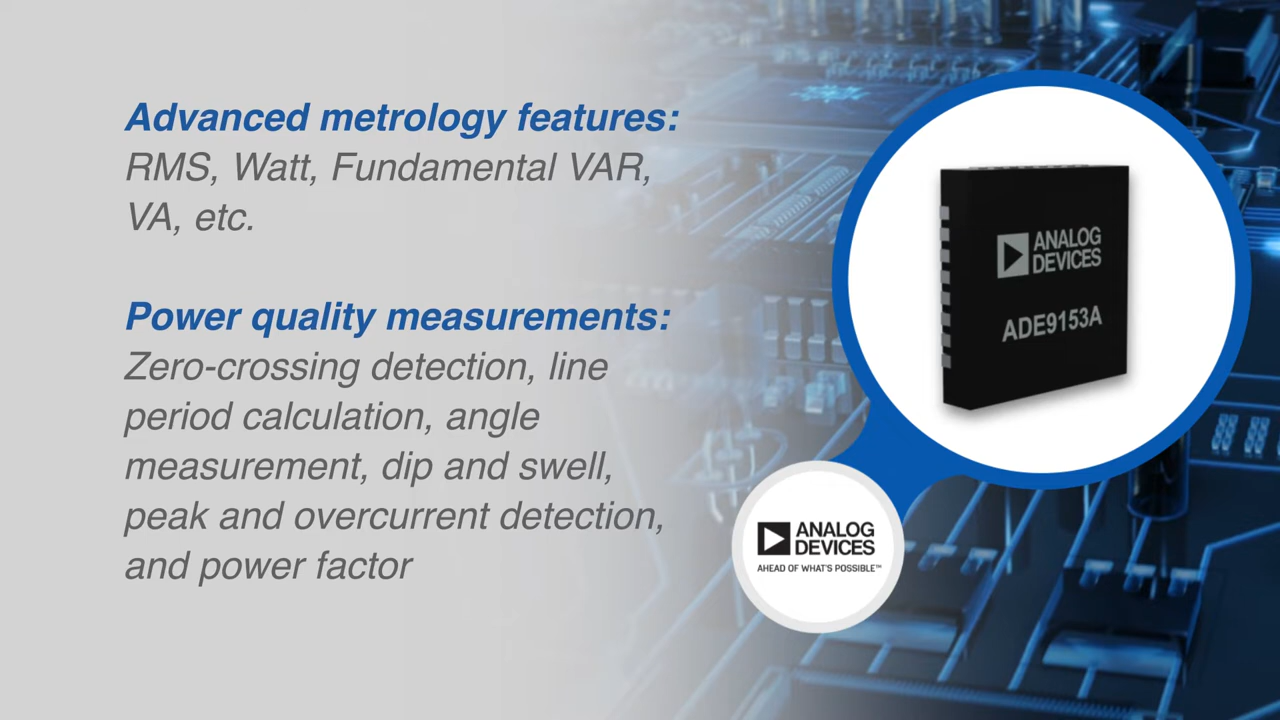 Advanced metrology features:
RMS, Watt, Fundamental VAR,
VA, etc.
Power quality measurements:
Zero-crossing detection, line
period calculation, angle
measurement, dip and swell,
peak and overcurrent detection,
and power factor
ANALOG
DEVICES
ADE9153A
ANALOG
DEVICES
AHEAD OF WHAT'S POSSIBLE™